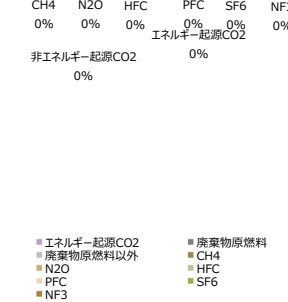 CH4 N2O HFC PFC SF6 NF3
0% 0% 0% 0% 0% 0%
エネルギー起源CO2
0%
非エネルギー起源CO2
0%
エネルギー起源CO2 廃棄物原燃料
廃棄物原燃料以外 CH4
N2O HFC
PFC SF6
NF3